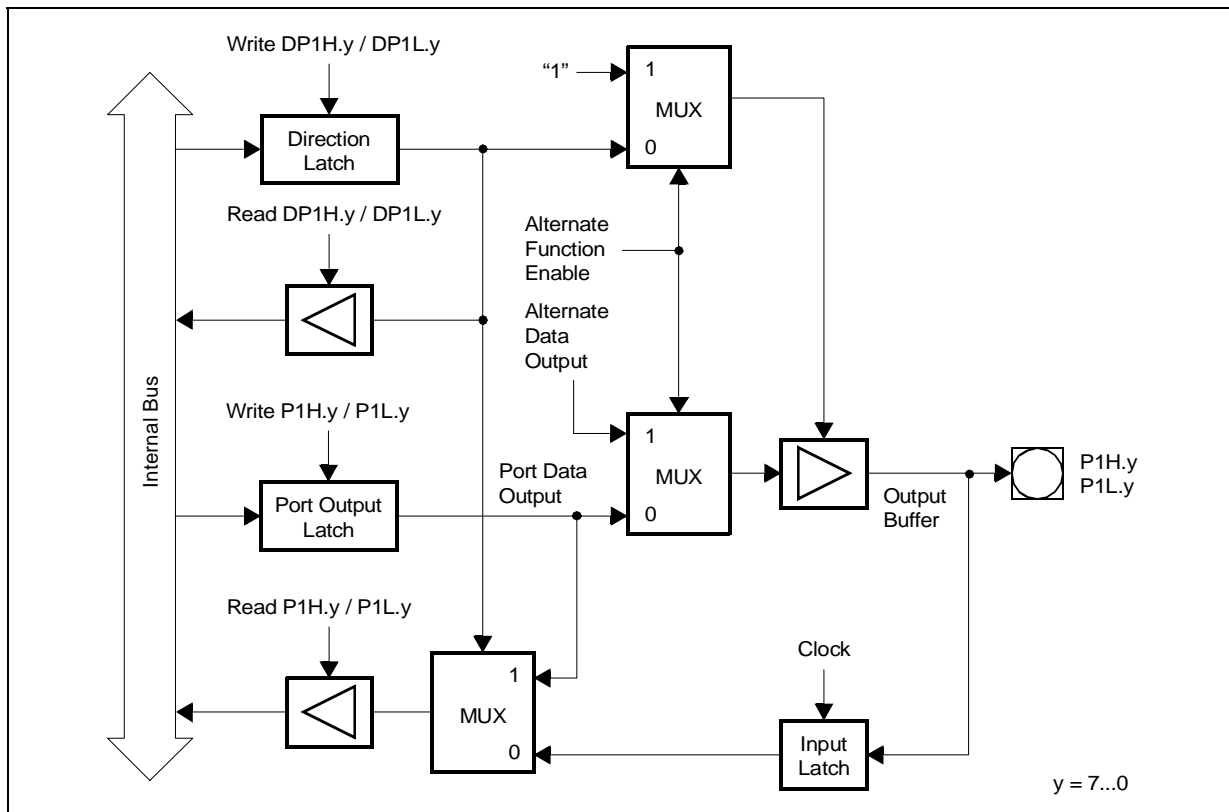 Write DP1H.y / DP1L.y
“1”
1
MUX
0
Direction
Latch
Read DP1H.y / DP1L.y
Alternate
Function
Enable
Alternate
Data
Output
Internal Bus
Write P1H.y / P1L.y
1
MUX
0
Port Data
Output
Port Output
Latch
Output
Buffer
P1H.y
P1L.y
Read P1H.y / P1L.y
1
MUX
0
Clock
Input
Latch
y = 7...0